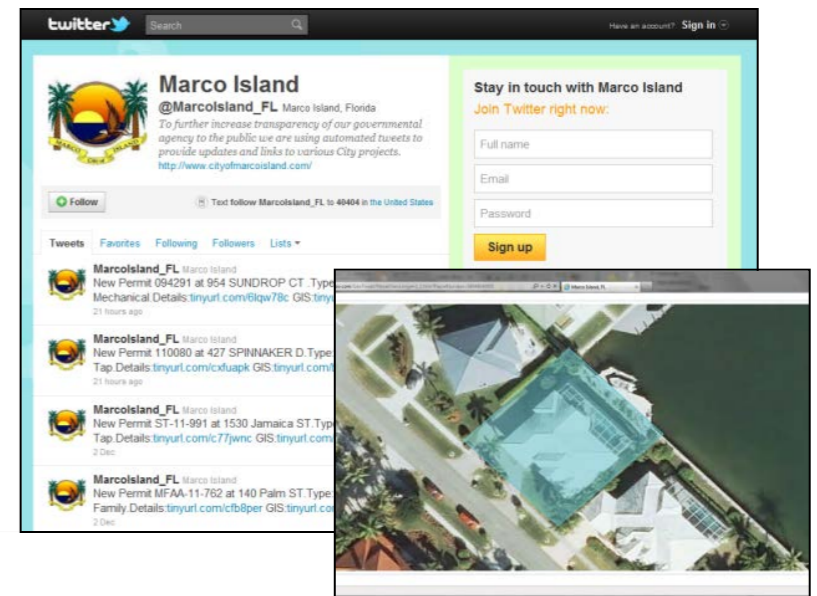 twitter
Search
Have an account? Sign in
Marco Island
@MarcoIsland_FL Marco Island, Florida
To further increase transparency of our governmental
agency to the public we are using automated tweets to
provide updates and links to various City projects.
http://www.cityofmarcoisland.com/
Follow
Text follow MarcoIsland_FL to 40404 in the United States
Tweets Favorites Following Followers Lists
MarcoIsland_FL Marco Island
New Permit 094291 at 954 SUNDROP CT .Type
Mechanical.Details:tinyurl.com/6lqw78c GIS:tiny
21 hours ago
MarcoIsland_FL Marco Island
New Permit 110080 at 427 SPINNAKER D.Type:
Tap.Details:tinyurl.com/cxfuapk GIS:tinyurl.com/
21 hours ago
MarcoIsland_FL Marco Island
New Permit ST-11-991 at 1530 Jamaica ST.Typ
Tap.Details:tinyurl.com/c77jwnc GIS:tinyurl.com
2 Dec
MarcoIsland_FL Marco Island
New Permit MFAA-11-762 at 140 Palm ST.Type:
Family.Details:tinyurl.com/cfb8per GIS:tinyurl.co
2 Dec
Stay in touch with Marco Island
Join Twitter right now:
Full name
Email
Password
Sign up
Marco Island, FL
MARCO ISLAND